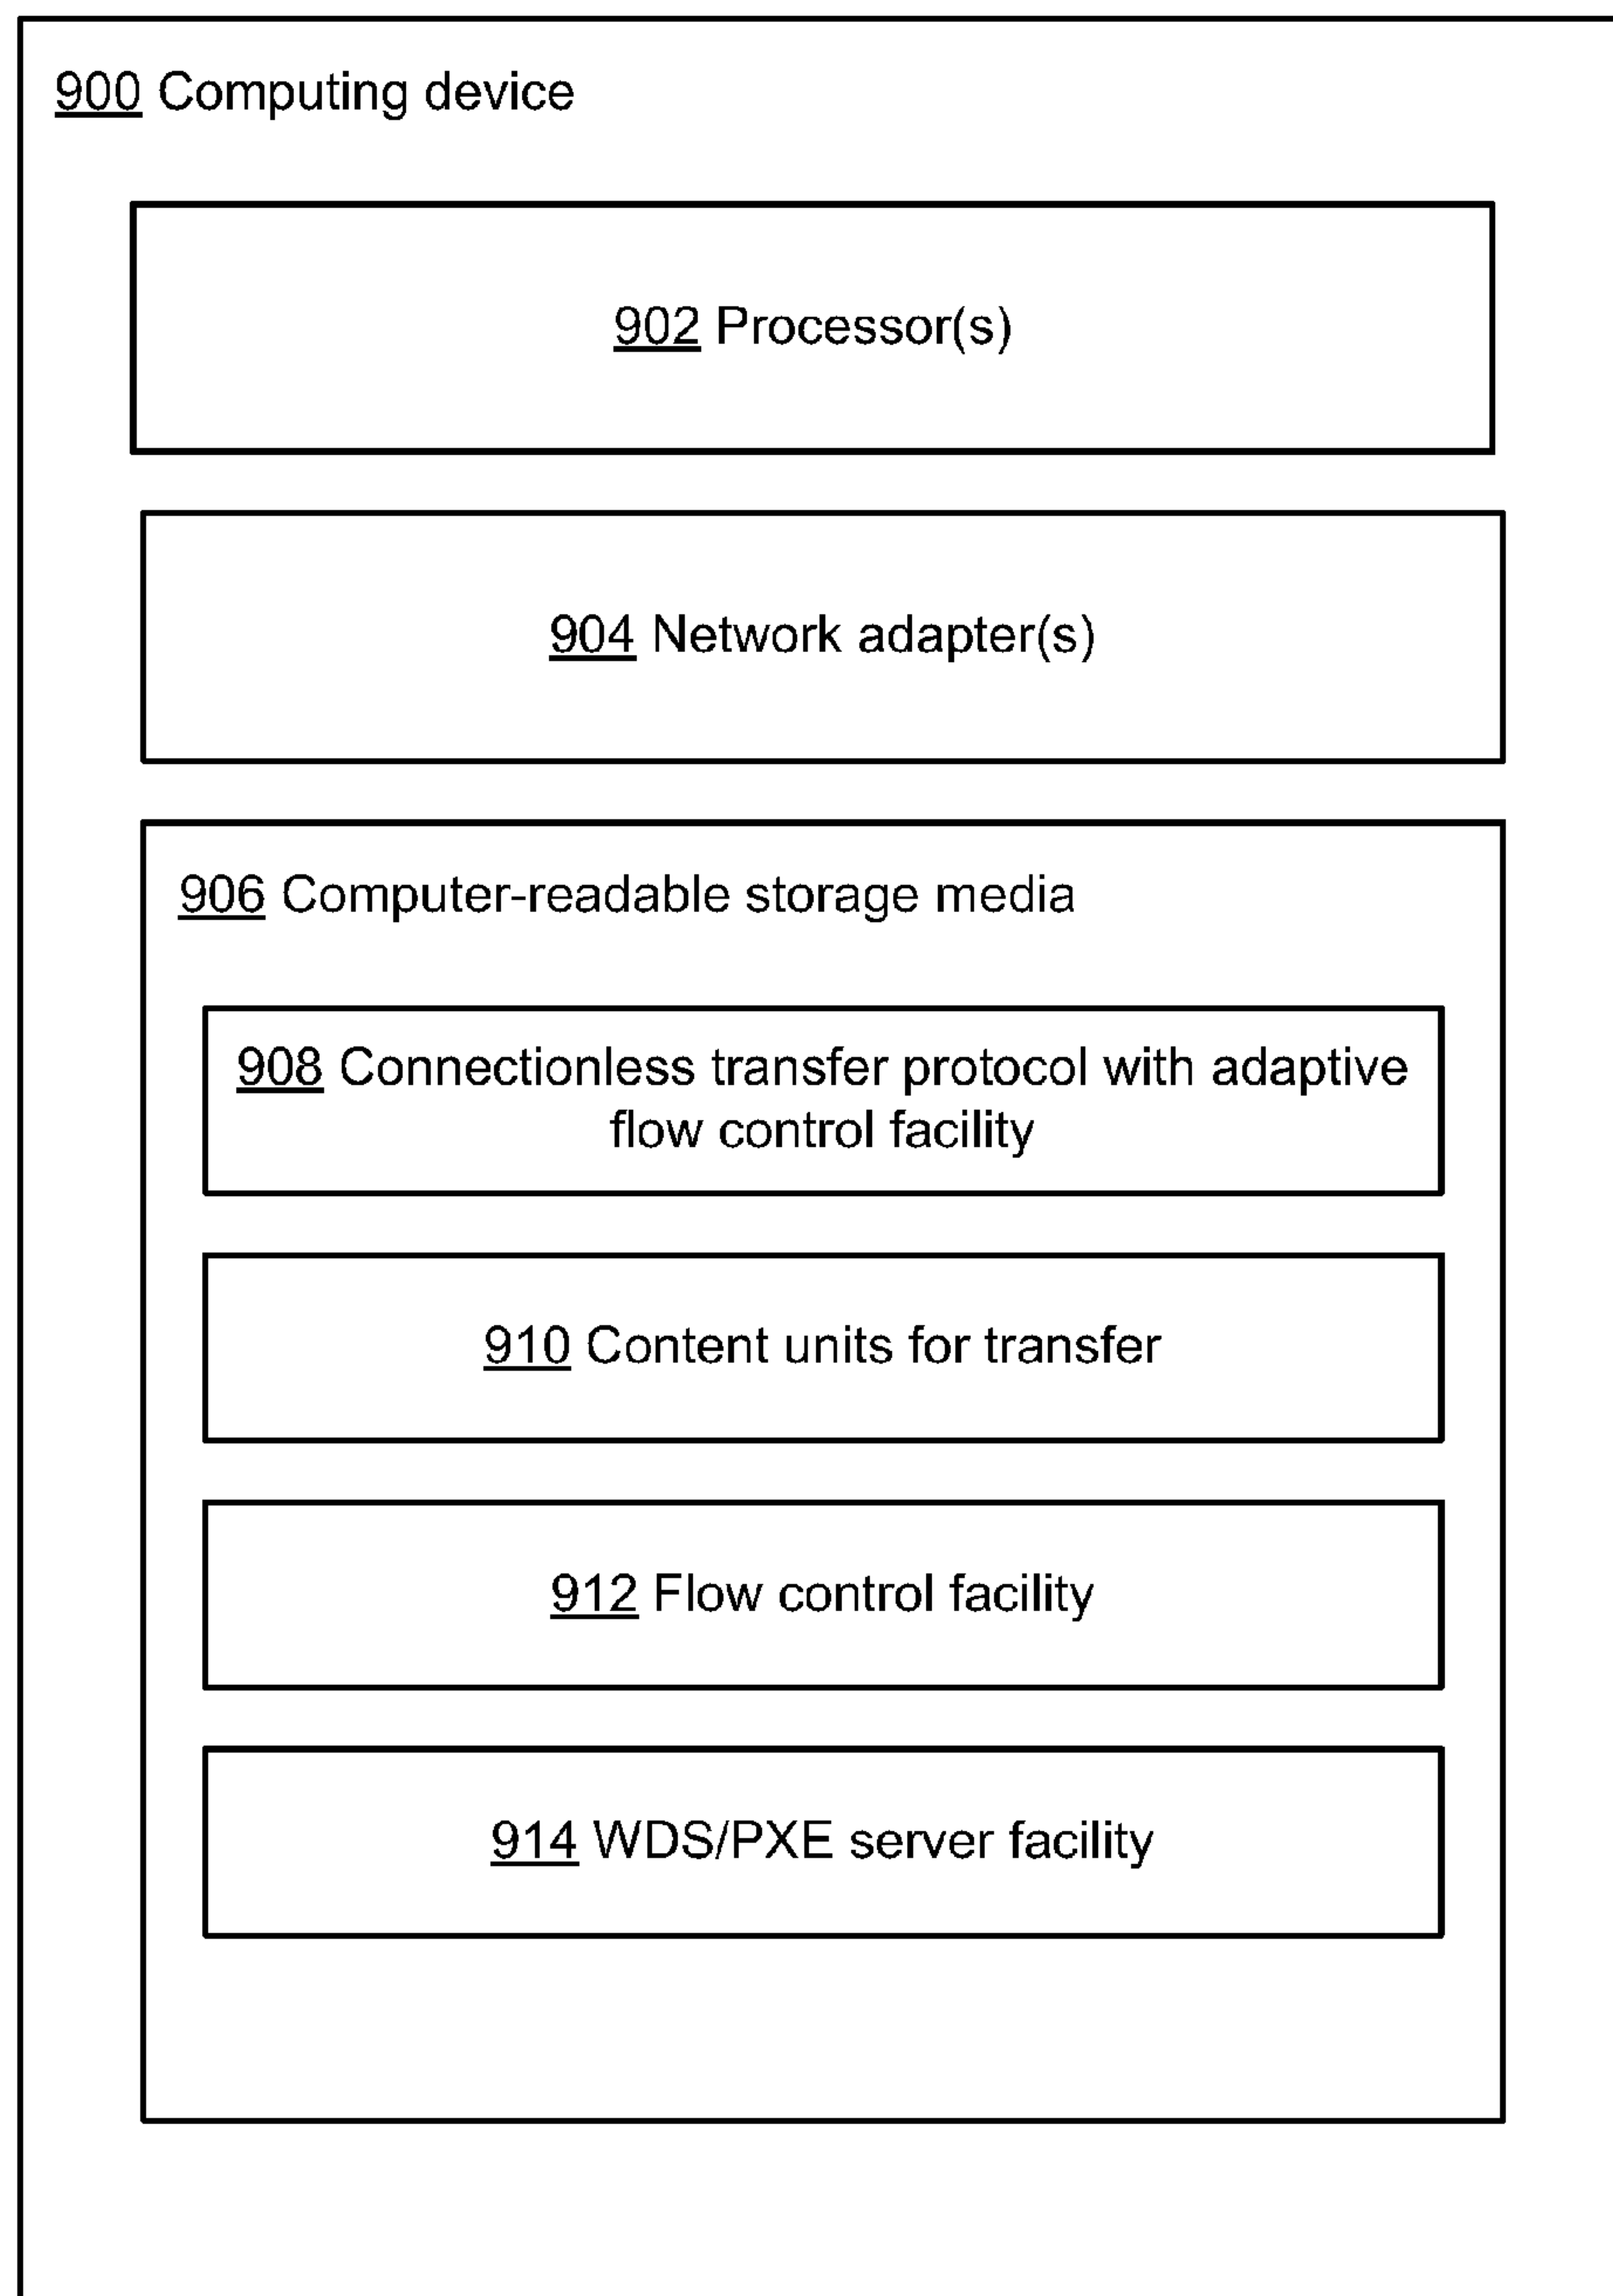 900 Computing device
902 Processor(s)
904 Network adapter(s)
906 Computer-readable storage media
908 Connectionless transfer protocol with adaptive
flow control facility
910 Content units for transfer
912 Flow control facility
914 WDS/PXE server facility